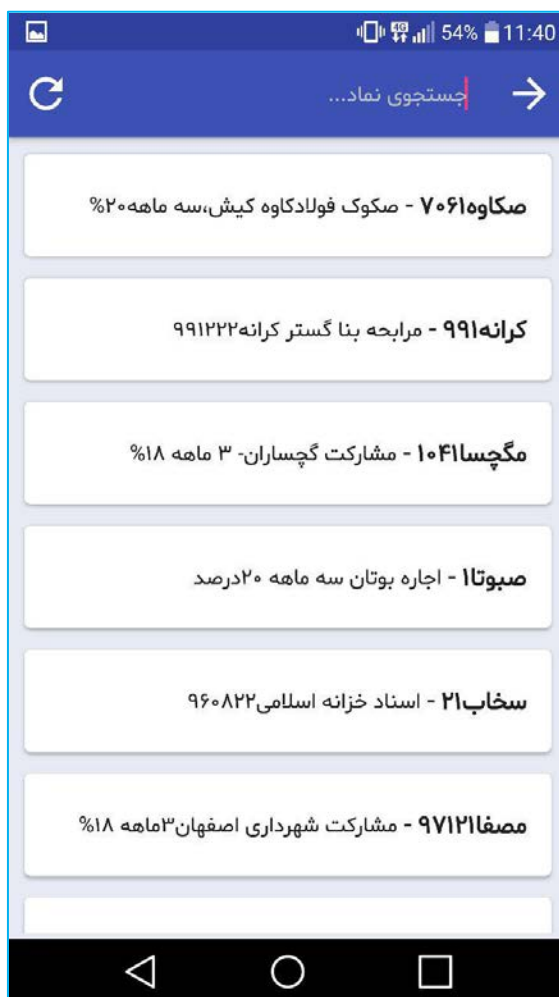 4G 54% 11:40
جستجوی نماد...
صکاوه۷۰۶۱ - صکوک فولادکاوه کیش،سه ماهه۲۰%
کرانه۹۹۱ - مرابحه بنا گستر کرانه۹۹۱۲۲۲
مگچسا۱۰۴۱ - مشارکت گچساران- ۳ ماهه ۱۸%
صبوتا۱ - اجاره بوتان سه ماهه ۲۰درصد
سخاب۲۱ - اسناد خزانه اسلامی۹۶۰۸۲۲
مصفا۹۷۱۲۱ - مشارکت شهرداری اصفهان۳ماهه ۱۸%